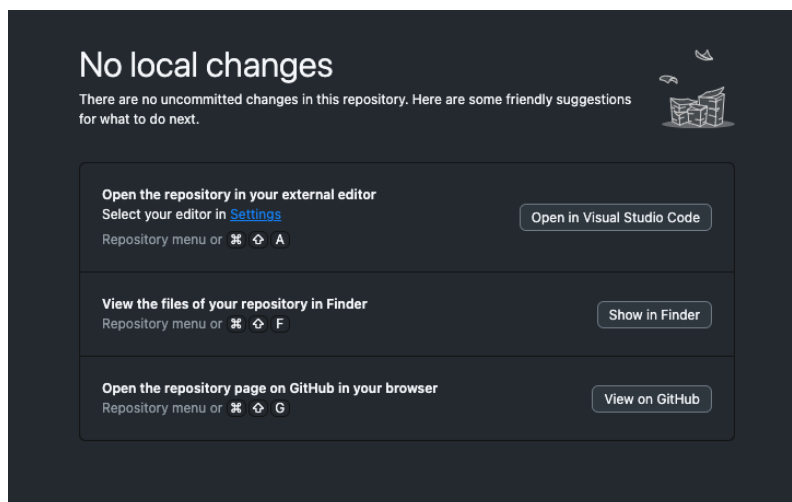 No local changes
There are no uncommitted changes in this repository. Here are some friendly suggestions
for what to do next.
Open the repository in your external editor
Select your editor in Settings
Repository menu or ⌘ ⇧ A
Open in Visual Studio Code
View the files of your repository in Finder
Repository menu or ⌘ ⇧ F
Show in Finder
Open the repository page on GitHub in your browser
Repository menu or ⌘ ⇧ G
View on GitHub